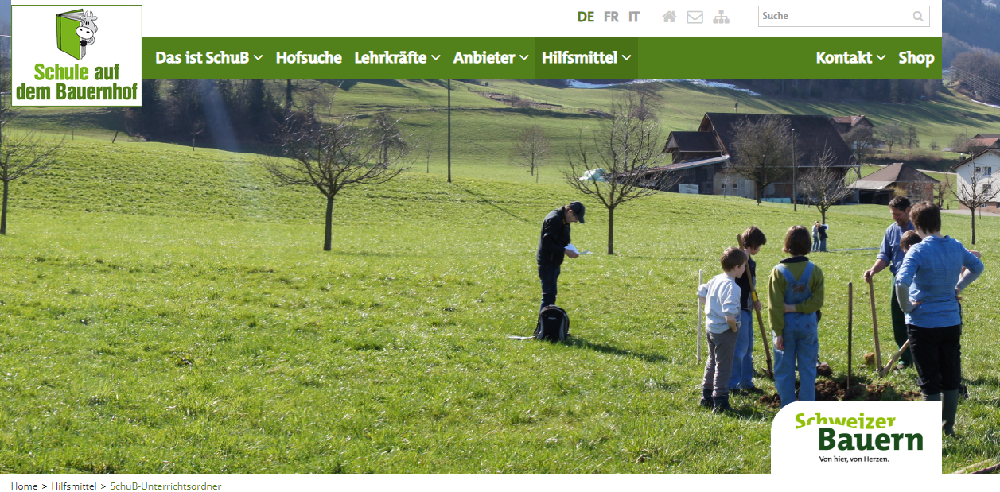 DE FR IT
Suche
Schule auf
dem Bauernhof
Das ist SchuB
Hofsuche
Lehrkräfte
Anbieter
Hilfsmittel
Kontakt
Shop
Schweizer
Bauern
Von hier, von Herzen.
Home > Hilfsmittel > SchuB-Unterrichtsordner